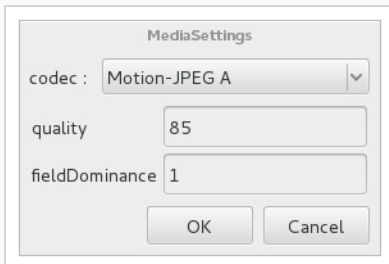 MediaSettings
codec : Motion-JPEG A
quality 85
fieldDominance 1
OK Cancel